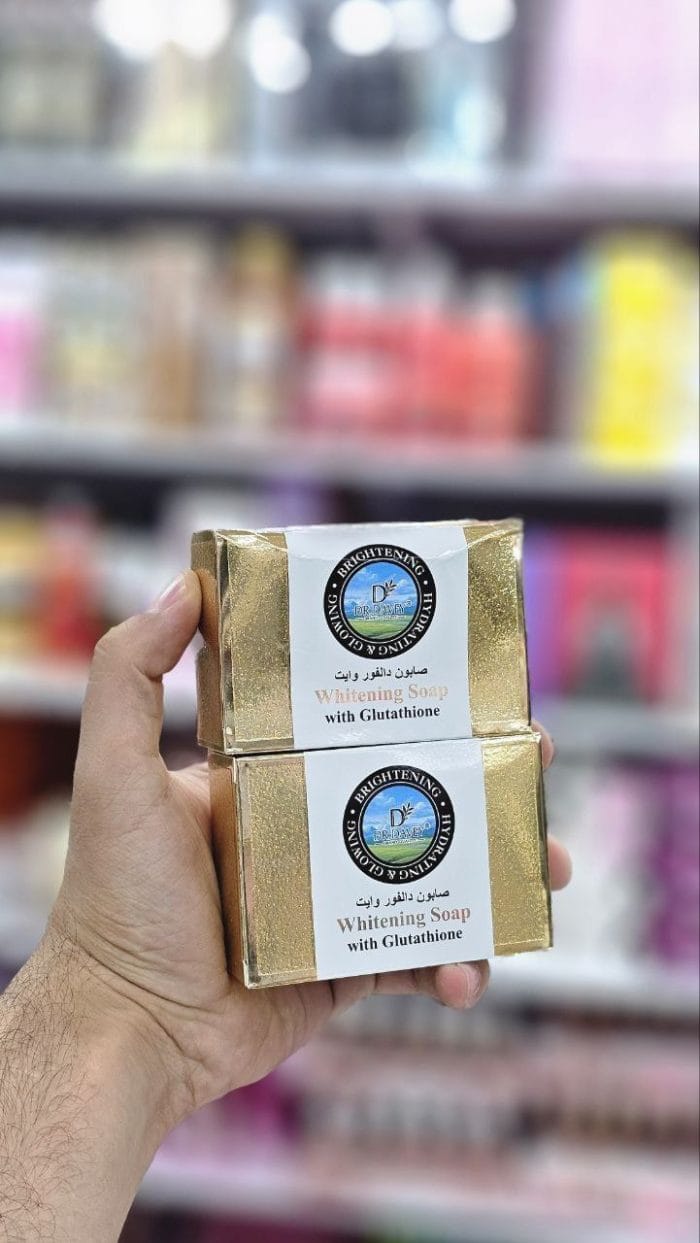 BRIGHTENING • HYDRATING & GLOWING •
D
DR.DAVEY
صابون دالفور وايت
Whitening Soap
with Glutathione
BRIGHTENING • HYDRATING & GLOWING •
D
DR.DAVEY
صابون دالفور وايت
Whitening Soap
with Glutathione